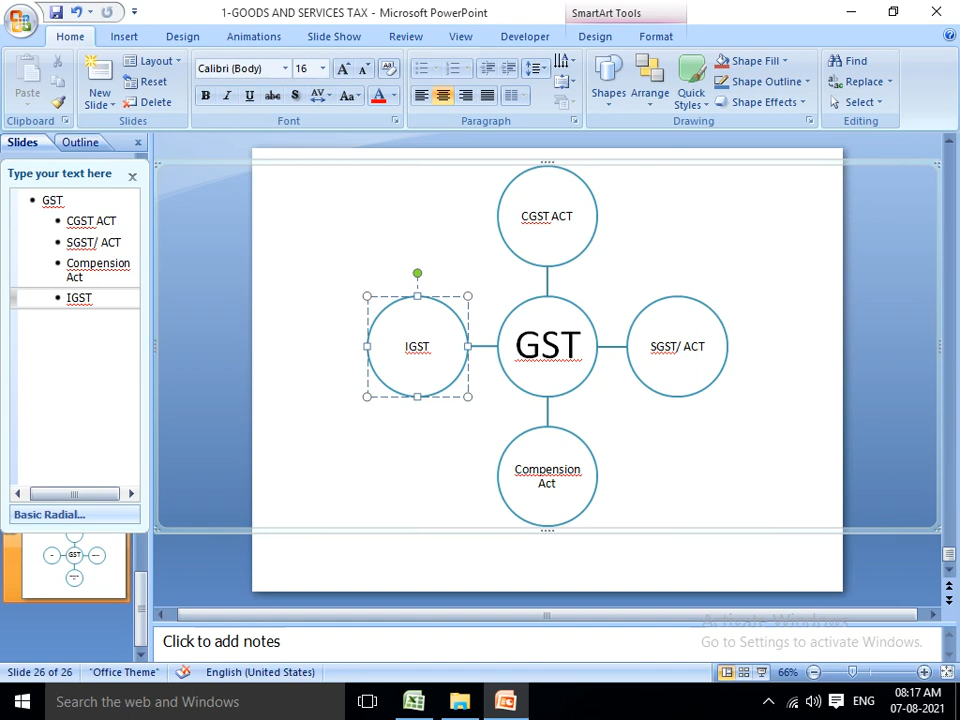 1-GOODS AND SERVICES TAX - Microsoft PowerPoint
SmartArt Tools
Home
Insert
Design
Animations
Slide Show
Review
View
Developer
Design
Format
Paste
Clipboard
New
Slide
Layout
Reset
Delete
Slides
Calibri (Body)
16
B I U abc S AV Aa A
Font
Paragraph
Shapes
Arrange
Quick
Styles
Shape Fill
Shape Outline
Shape Effects
Drawing
Find
Replace
Select
Editing
Slides
Outline
Type your text here
GST
CGST ACT
SGST/ ACT
Compension
Act
IGST
Basic Radial...
GST
CGST ACT
IGST
GST
SGST/ ACT
Compension
Act
Activate Windows
Go to Settings to activate Windows.
Click to add notes
Slide 26 of 26
"Office Theme"
English (United States)
66%
Search the web and Windows
ENG
08:17 AM
07-08-2021